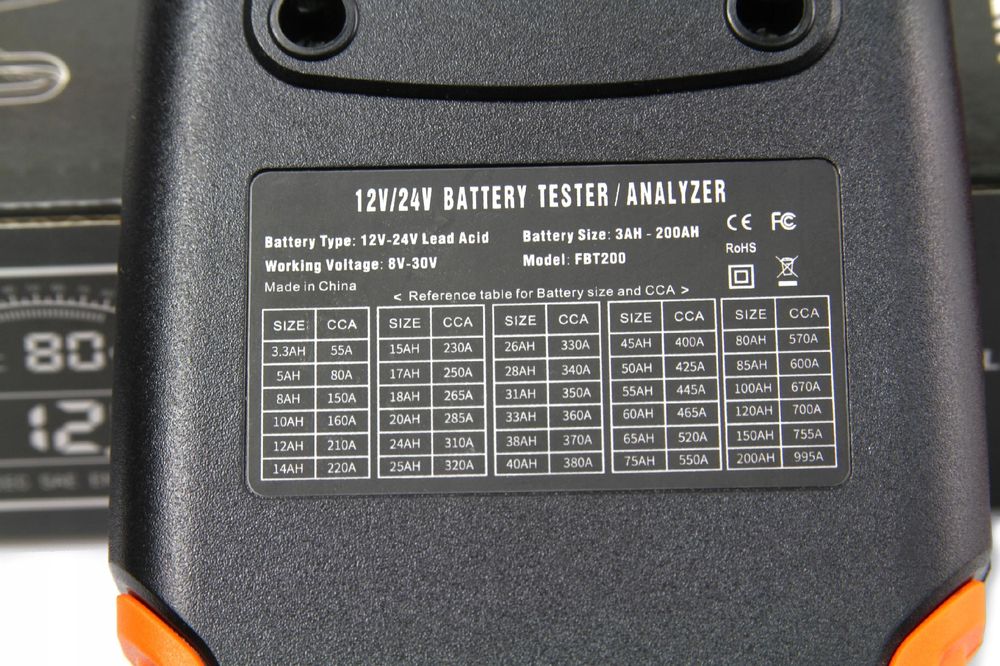 12V/24V BATTERY TESTER/ANALYZER
Battery Type: 12V-24V Lead Acid Battery Size: 3AH - 200AH
Working Voltage: 8V-30V Model: FBT200
Made in China
CE FC
RoHS
< Reference table for Battery size and CCA >
SIZE CCA SIZE CCA SIZE CCA SIZE CCA SIZE CCA
3.3AH 55A 15AH 230A 26AH 330A 45AH 400A 80AH 570A
5AH 80A 17AH 250A 28AH 340A 50AH 425A 85AH 600A
8AH 150A 18AH 265A 31AH 350A 55AH 445A 100AH 670A
10AH 160A 20AH 285A 33AH 360A 60AH 465A 120AH 700A
12AH 210A 24AH 310A 38AH 370A 65AH 520A 150AH 755A
14AH 220A 25AH 320A 40AH 380A 75AH 550A 200AH 995A
80
12